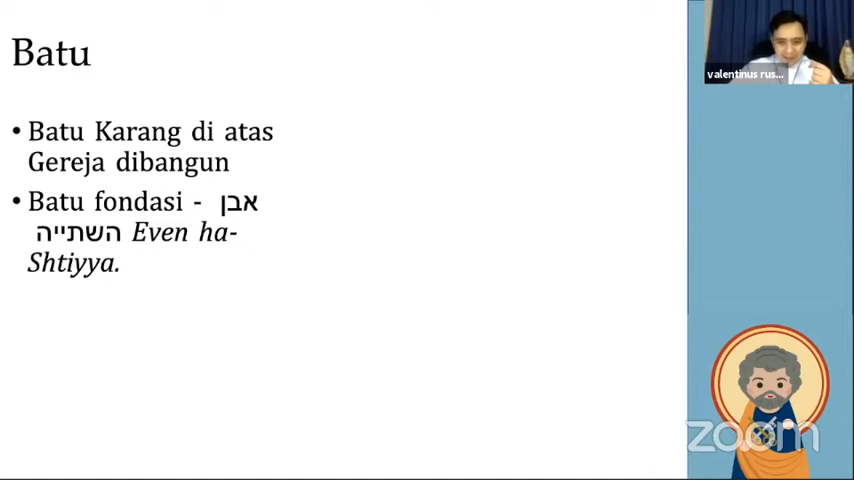 Batu
• Batu Karang di atas
Gereja dibangun
• Batu fondasi - אבן
השתייה Even ha-
Shtiyya.
valentinus rus...
zoom